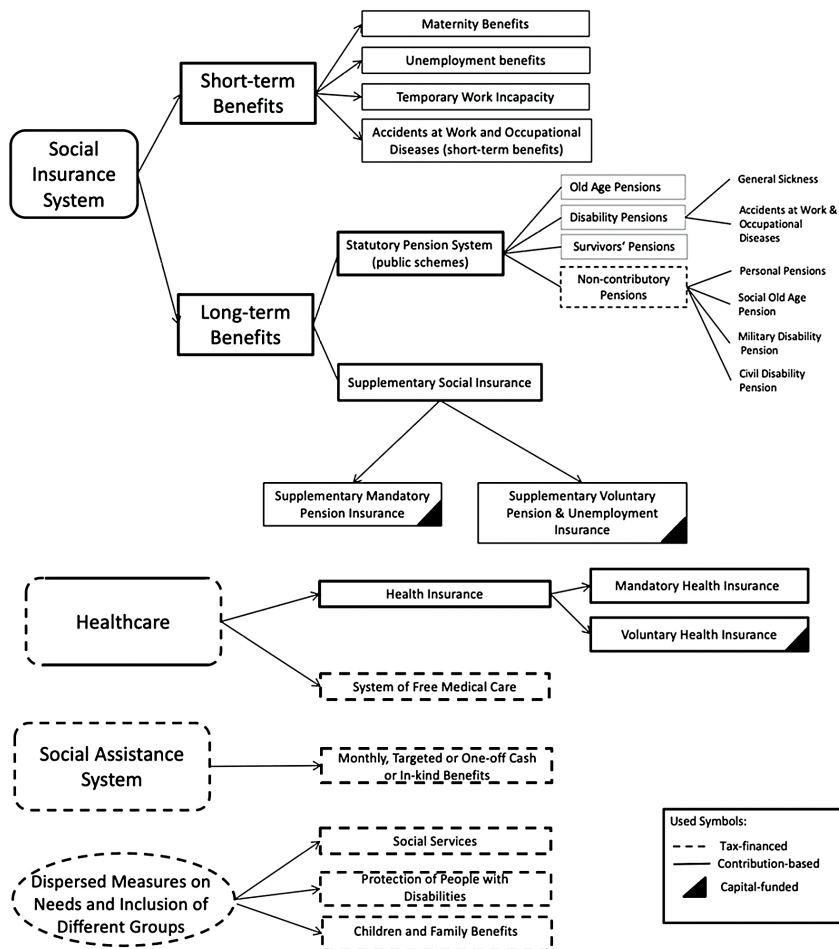 Maternity Benefits
Unemployment benefits
Temporary Work Incapacity
Accidents at Work and Occupational
Diseases (short-term benefits)
Short-term
Benefits
Social
Insurance
System
Long-term
Benefits
Statutory Pension System
(public schemes)
Old Age Pensions
Disability Pensions
Survivors‘ Pensions
Non-contributory
Pensions
General Sickness
Accidents at Work &
Occupational
Diseases
Personal Pensions
Social Old Age
Pension
Military Disability
Pension
Civil Disability
Pension
Supplementary Social Insurance
Supplementary Mandatory
Pension Insurance
Supplementary Voluntary
Pension & Unemployment
Insurance
Healthcare
Health Insurance
Mandatory Health Insurance
Voluntary Health Insurance
System of Free Medical Care
Social Assistance
System
Monthly, Targeted or One-off Cash
or In-kind Benefits
Dispersed Measures on
Needs and Inclusion of
Different Groups
Social Services
Protection of People with
Disabilities
Children and Family Benefits
Used Symbols:
Tax-financed
Contribution-based
Capital-funded